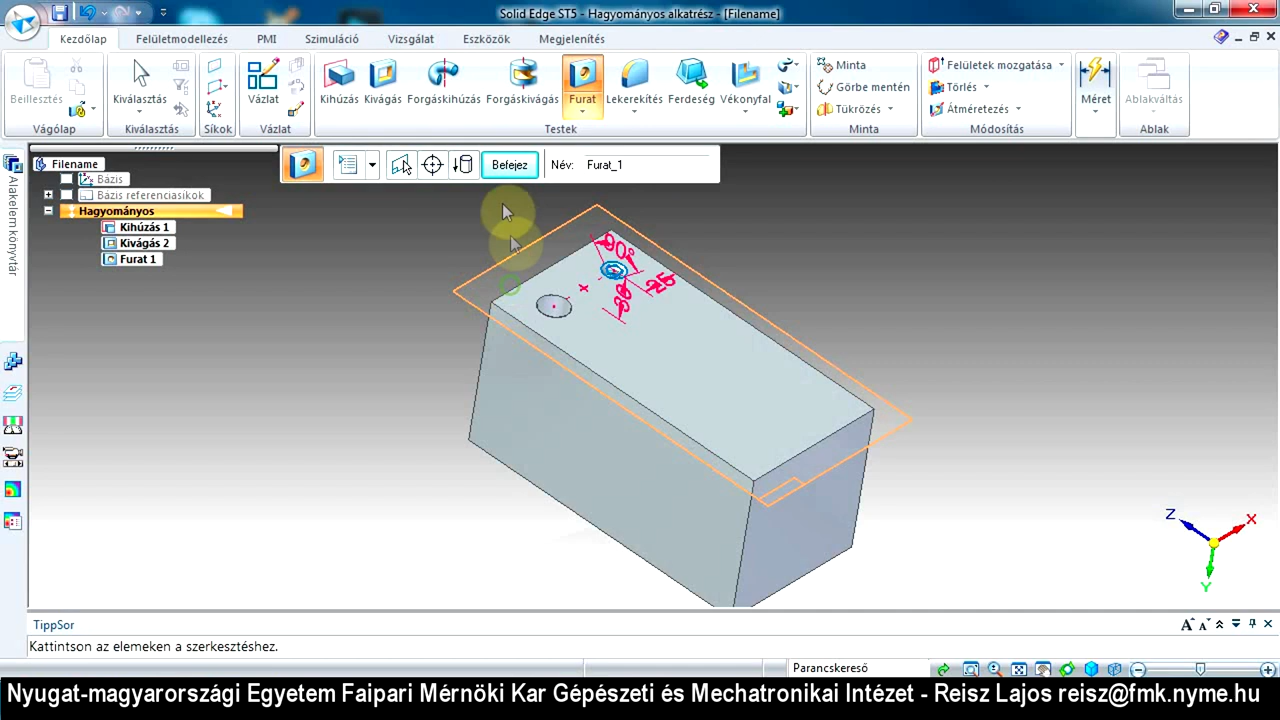 Solid Edge ST5 - Hagyományos alkatrész - [Filename]
Kezdőlap
Felületmodellezés
PMI
Szimuláció
Vizsgálat
Eszközök
Megjelenítés
Beillesztés
Kiválasztás
Vázlat
Kihúzás
Kivágás
Forgáskihúzás
Forgáskivágás
Furat
Lekerekítés
Ferdeség
Vékonyfal
Minta
Görbe mentén
Tükrözés
Felületek mozgatása
Törlés
Átméretezés
Méret
Ablakváltás
Vágólap
Kiválasztás
Síkok
Vázlat
Testek
Minta
Módosítás
Ablak
Filename
Bázis
Bázis referenciasíkok
Hagyományos
Kihúzás 1
Kivágás 2
Furat 1
Alakelem könyvtár
Befejez
Név:
Furat_1
90°
X
Z
X
Y
TippSor
Kattintson az elemeken a szerkesztéshez.
Parancskereső
Nyugat-magyarországi Egyetem Faipari Mérnöki Kar Gépészeti és Mechatronikai Intézet - Reisz Lajos reisz@fmk.nyme.hu